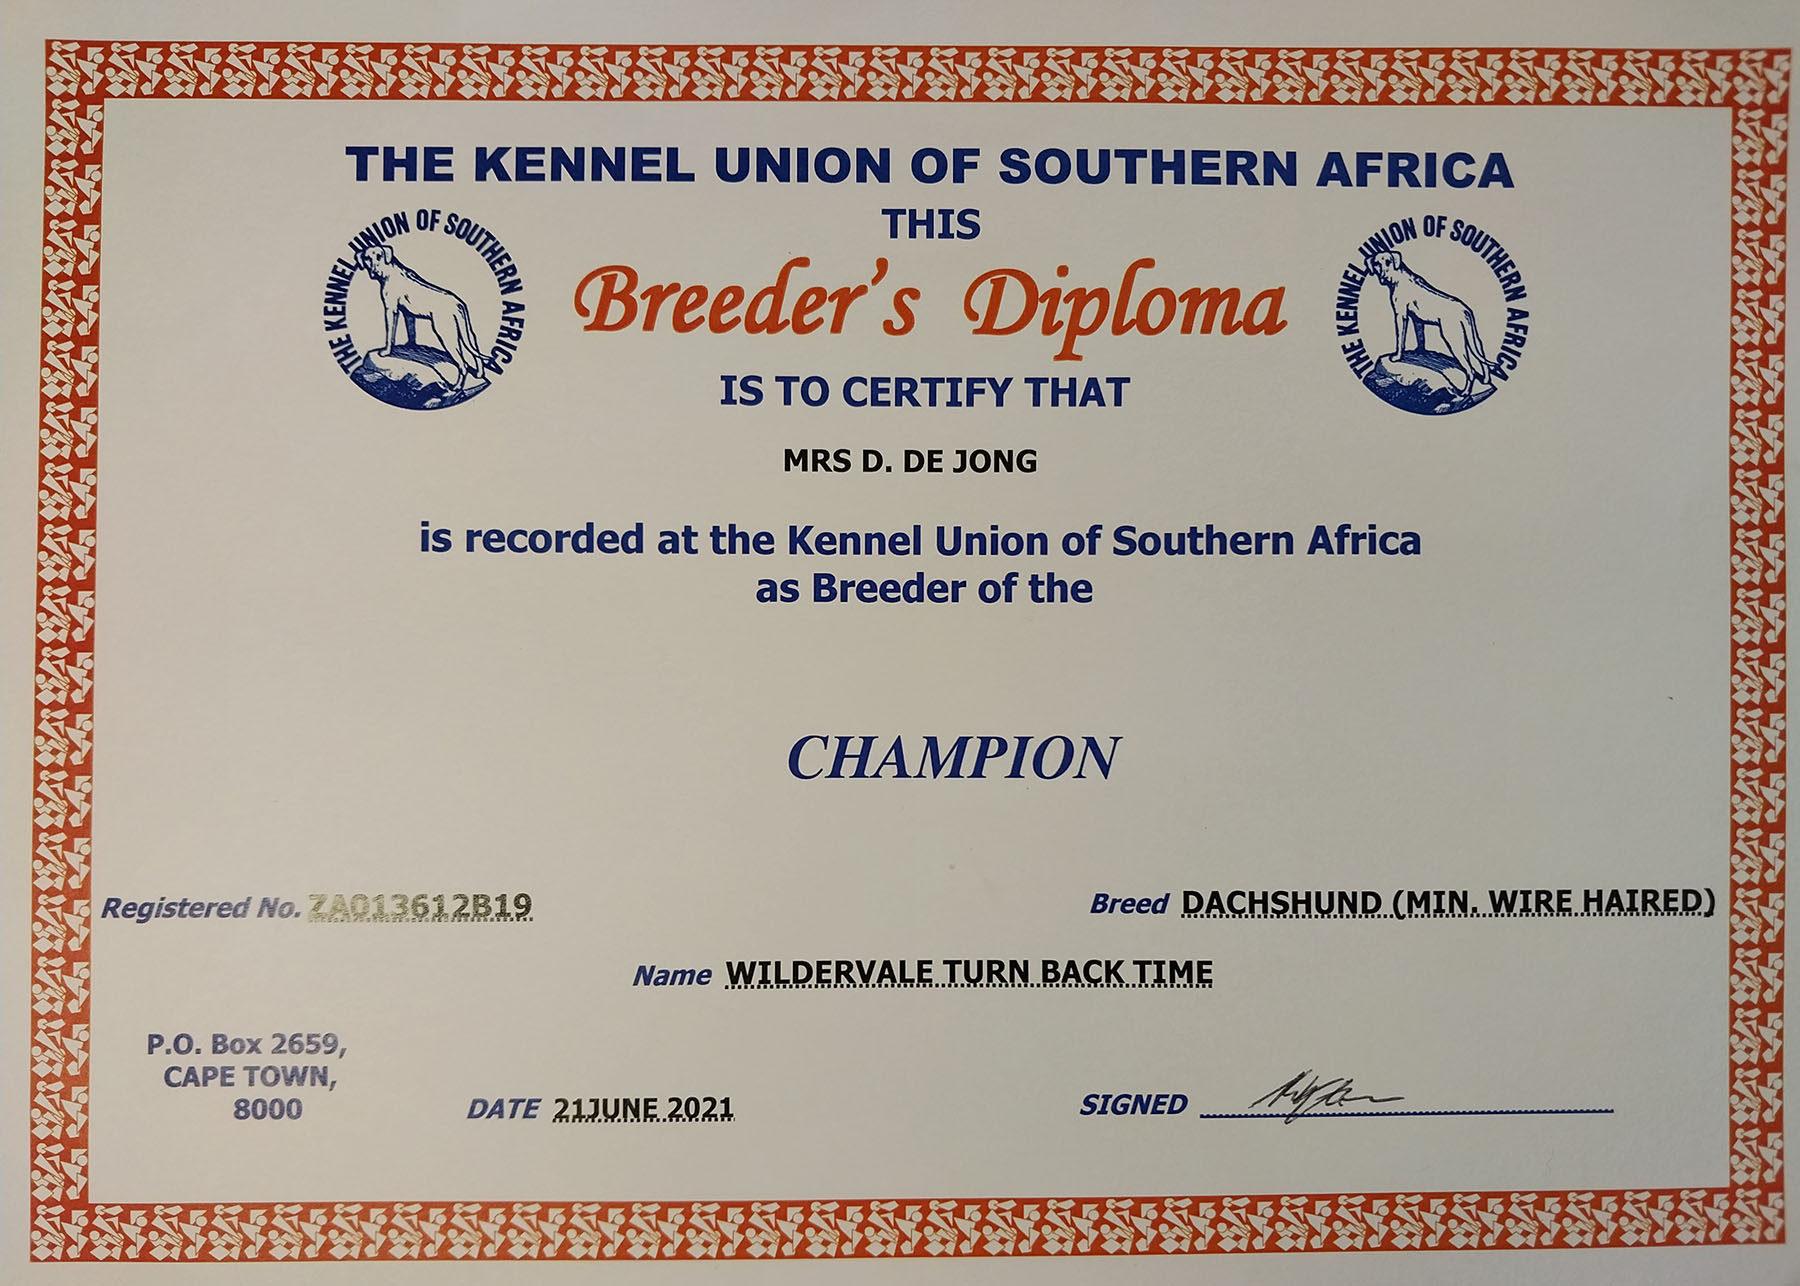 THE KENNEL UNION OF SOUTHERN AFRICA
THIS
THE KENNEL UNION OF SOUTHERN AFRICA
Breeder's Diploma
THE KENNEL UNION OF SOUTHERN AFRICA
IS TO CERTIFY THAT
MRS D. DE JONG
is recorded at the Kennel Union of Southern Africa
as Breeder of the
CHAMPION
Registered No. ZA013612B19
Breed DACHSHUND (MIN. WIRE HAIRED)
Name WILDERVALE TURN BACK TIME
P.O. Box 2659,
CAPE TOWN,
8000
DATE 21JUNE 2021
SIGNED